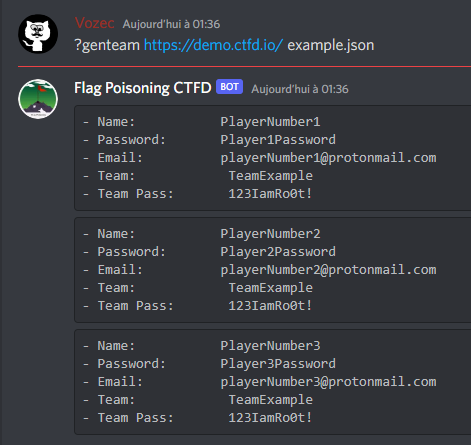 Vozec Aujourd'hui à 01:36
?genteam https://demo.ctfd.io/ example.json
Flag Poisoning CTFD BOT Aujourd'hui à 01:36
- Name: PlayerNumber1
- Password: Player1Password
- Email: playerNumber1@protonmail.com
- Team: TeamExample
- Team Pass: 123IamRo0t!
- Name: PlayerNumber2
- Password: Player2Password
- Email: playerNumber2@protonmail.com
- Team: TeamExample
- Team Pass: 123IamRo0t!
- Name: PlayerNumber3
- Password: Player3Password
- Email: playerNumber3@protonmail.com
- Team: TeamExample
- Team Pass: 123IamRo0t!